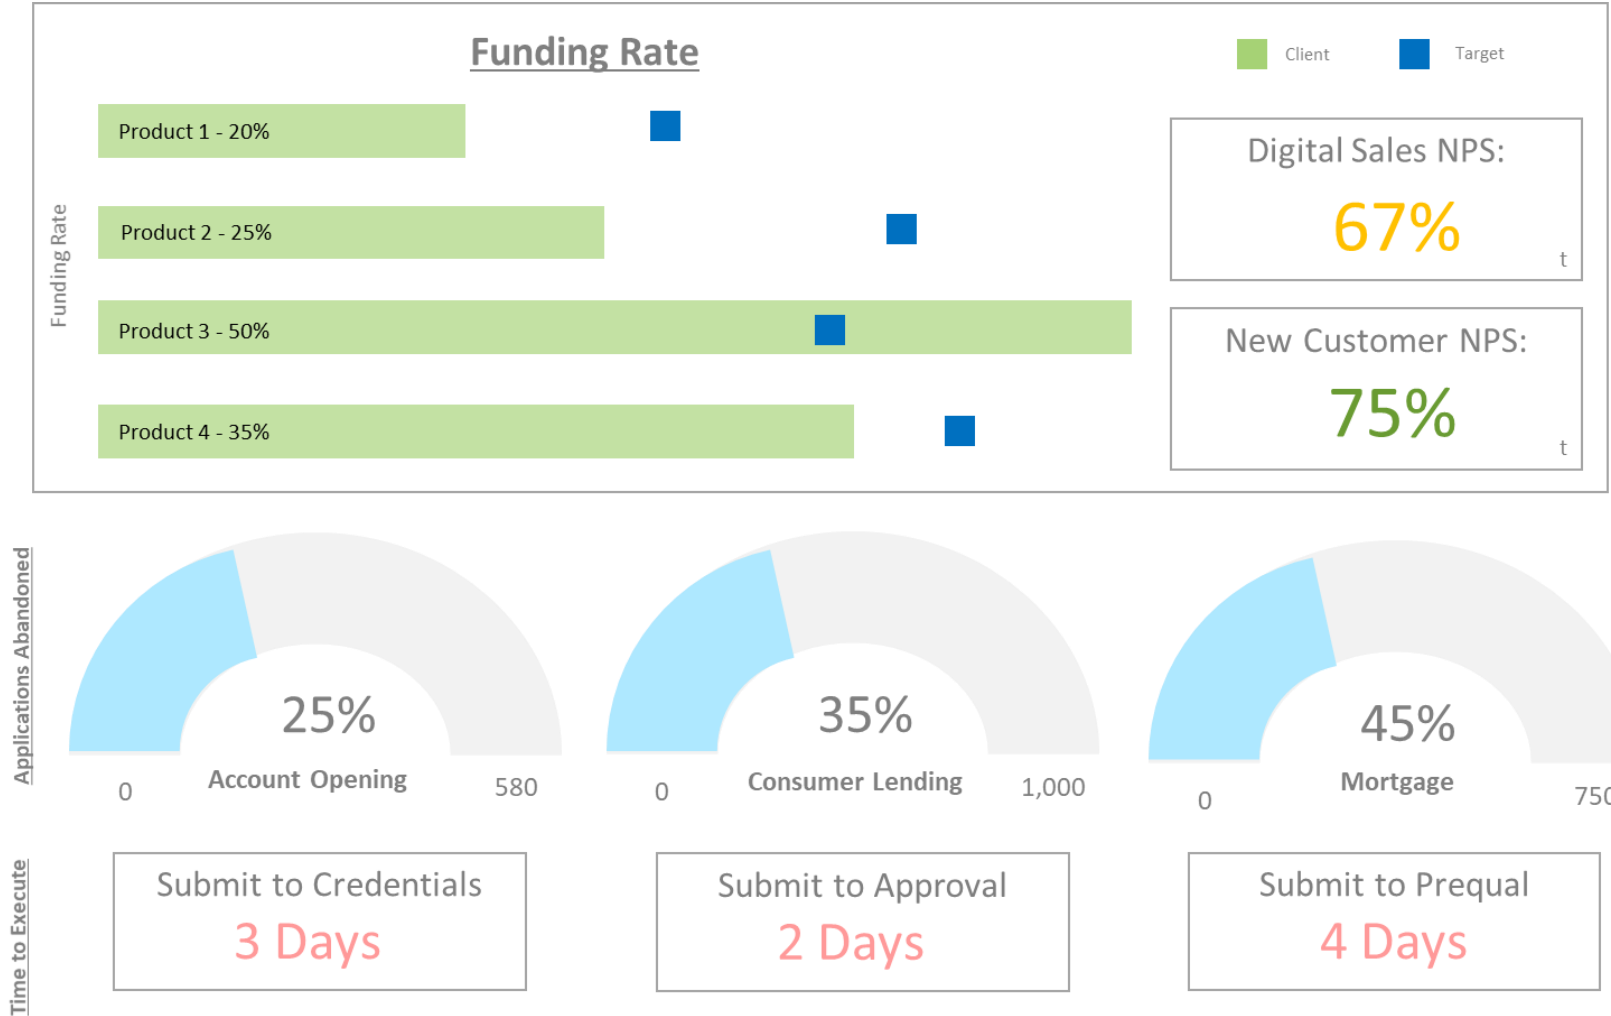 Funding Rate
Client
Target
Funding Rate
Product 1 - 20%
Product 2 - 25%
Product 3 - 50%
Product 4 - 35%
Digital Sales NPS:
67%
t
New Customer NPS:
75%
t
Applications Abandoned
25%
Account Opening
0
580
35%
Consumer Lending
0
1,000
45%
Mortgage
0
750
Time to Execute
Submit to Credentials
3 Days
Submit to Approval
2 Days
Submit to Prequal
4 Days